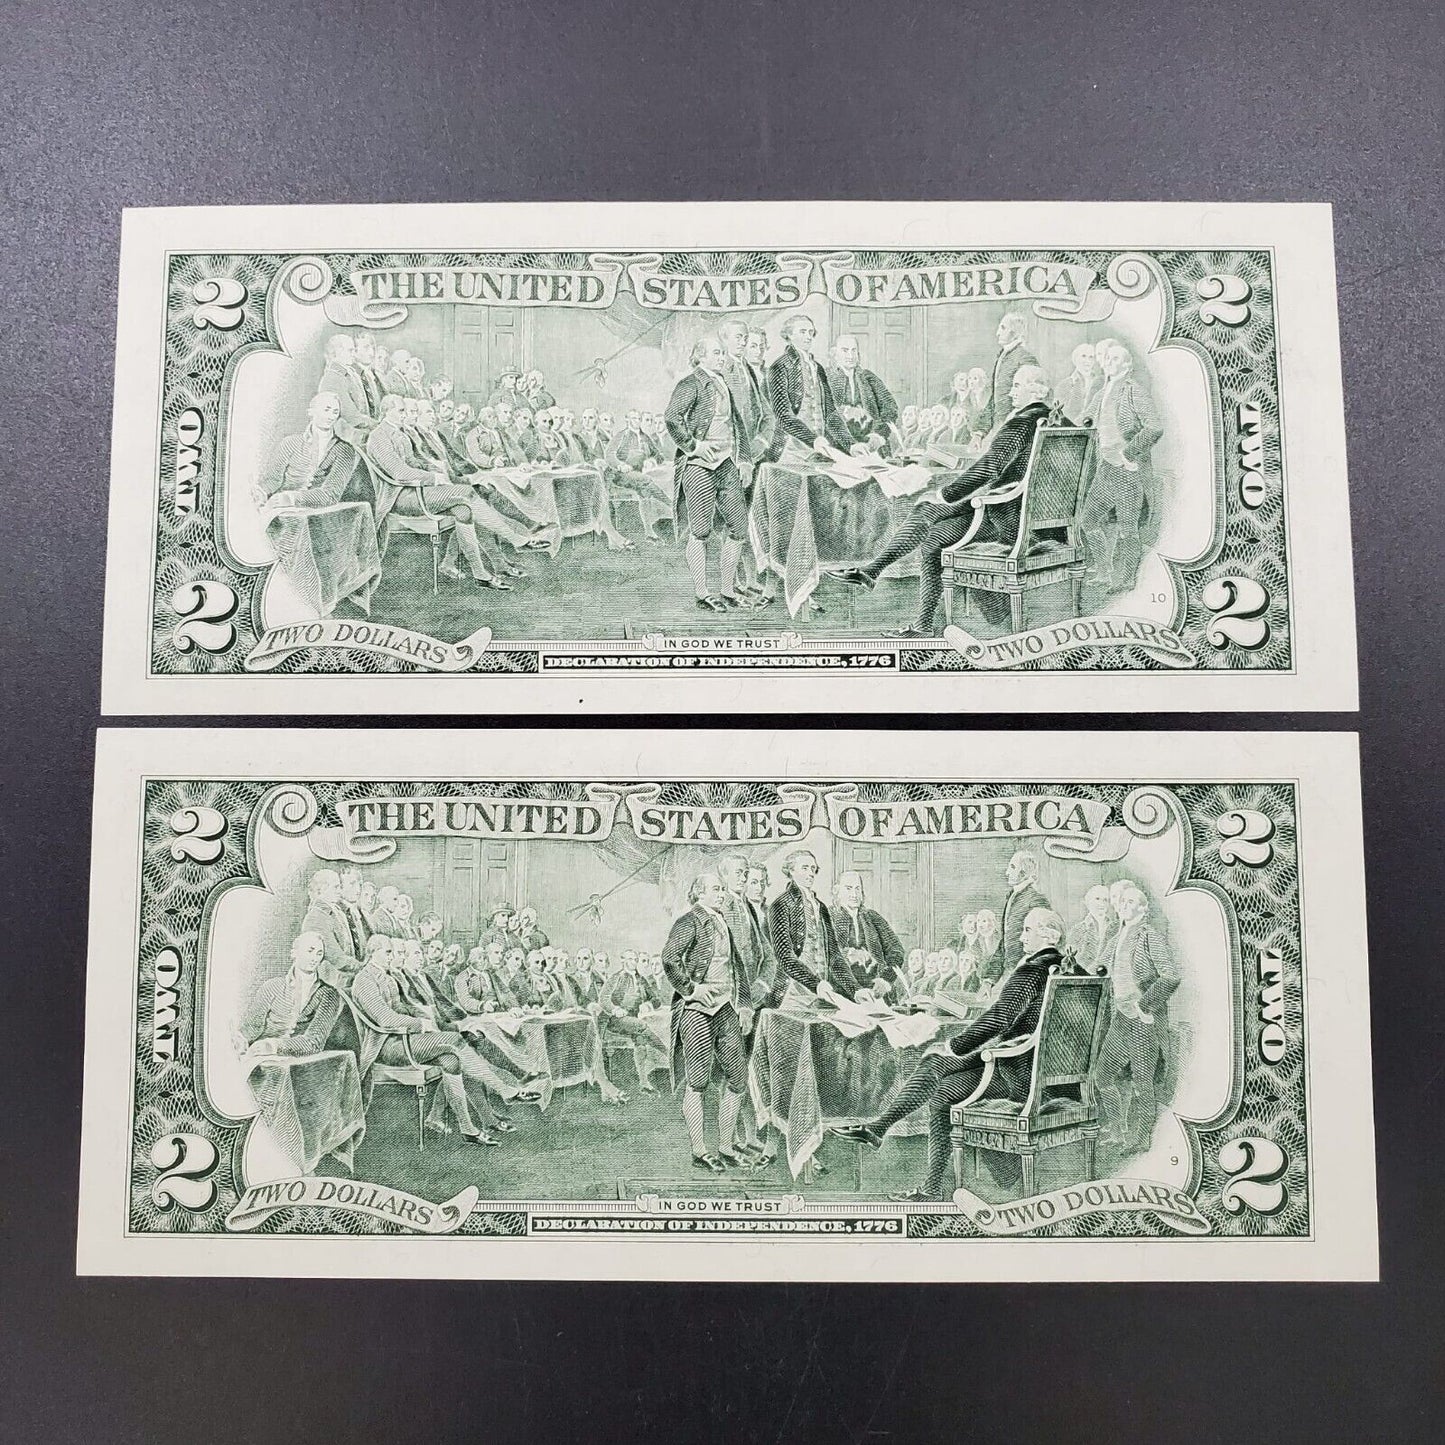 2 THE UNITED STATES OF AMERICA 2
TWO TWO
10
2 TWO DOLLARS IN GOD WE TRUST TWO DOLLARS 2
DECLARATION OF INDEPENDENCE, 1776
2 THE UNITED STATES OF AMERICA 2
TWO TWO
9
2 TWO DOLLARS IN GOD WE TRUST TWO DOLLARS 2
DECLARATION OF INDEPENDENCE, 1776